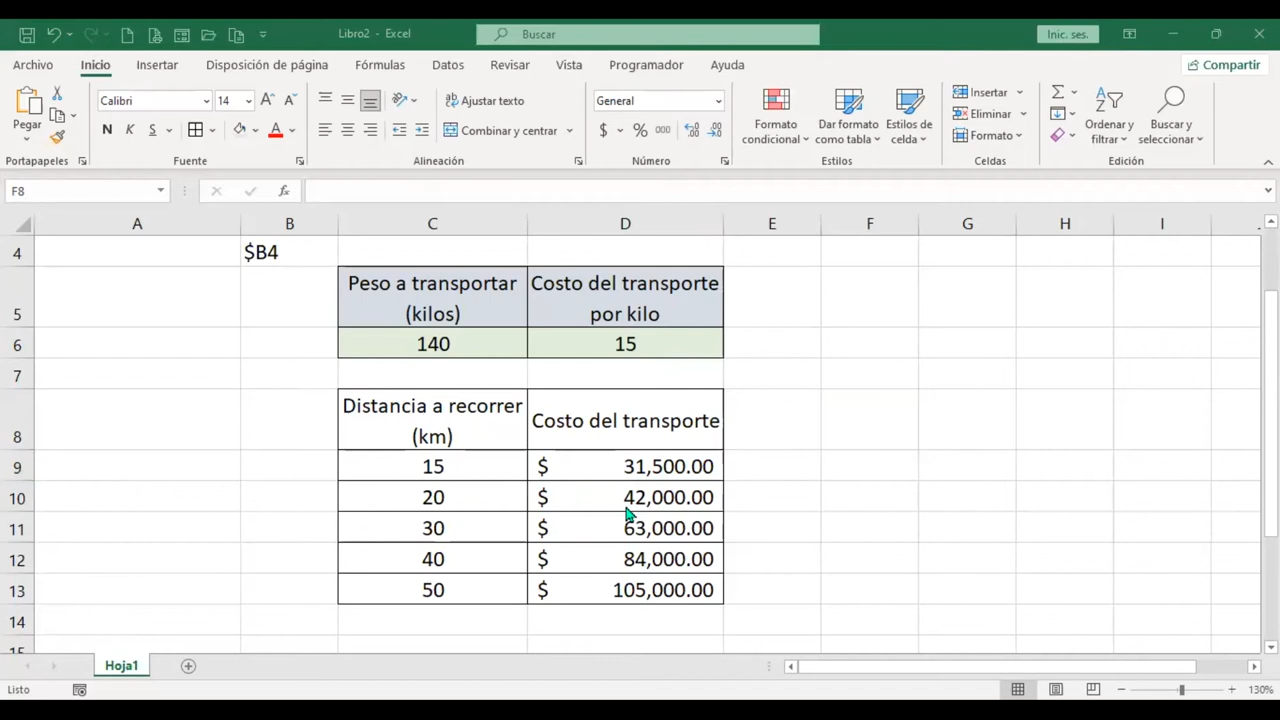 Libro2 - Excel
Buscar
Inic. ses.
Archivo Inicio Insertar Disposición de página Fórmulas Datos Revisar Vista Programador Ayuda
Compartir
Pegar
Portapapeles
Calibri 14
N K S
Fuente
Ajustar texto
Combinar y centrar
Alineación
General
$ % 000
Número
Formato
condicional
Dar formato
como tabla
Estilos de
celda
Estilos
Insertar
Eliminar
Formato
Celdas
Ordenar y
filtrar
Buscar y
seleccionar
Edición
F8
fx
A B C D E F G H I
4 $B4
5 Peso a transportar (kilos) Costo del transporte por kilo
6 140 15
7
8 Distancia a recorrer (km) Costo del transporte
9 15 $ 31,500.00
10 20 $ 42,000.00
11 30 $ 63,000.00
12 40 $ 84,000.00
13 50 $ 105,000.00
14
15
Hoja1
Listo
130%